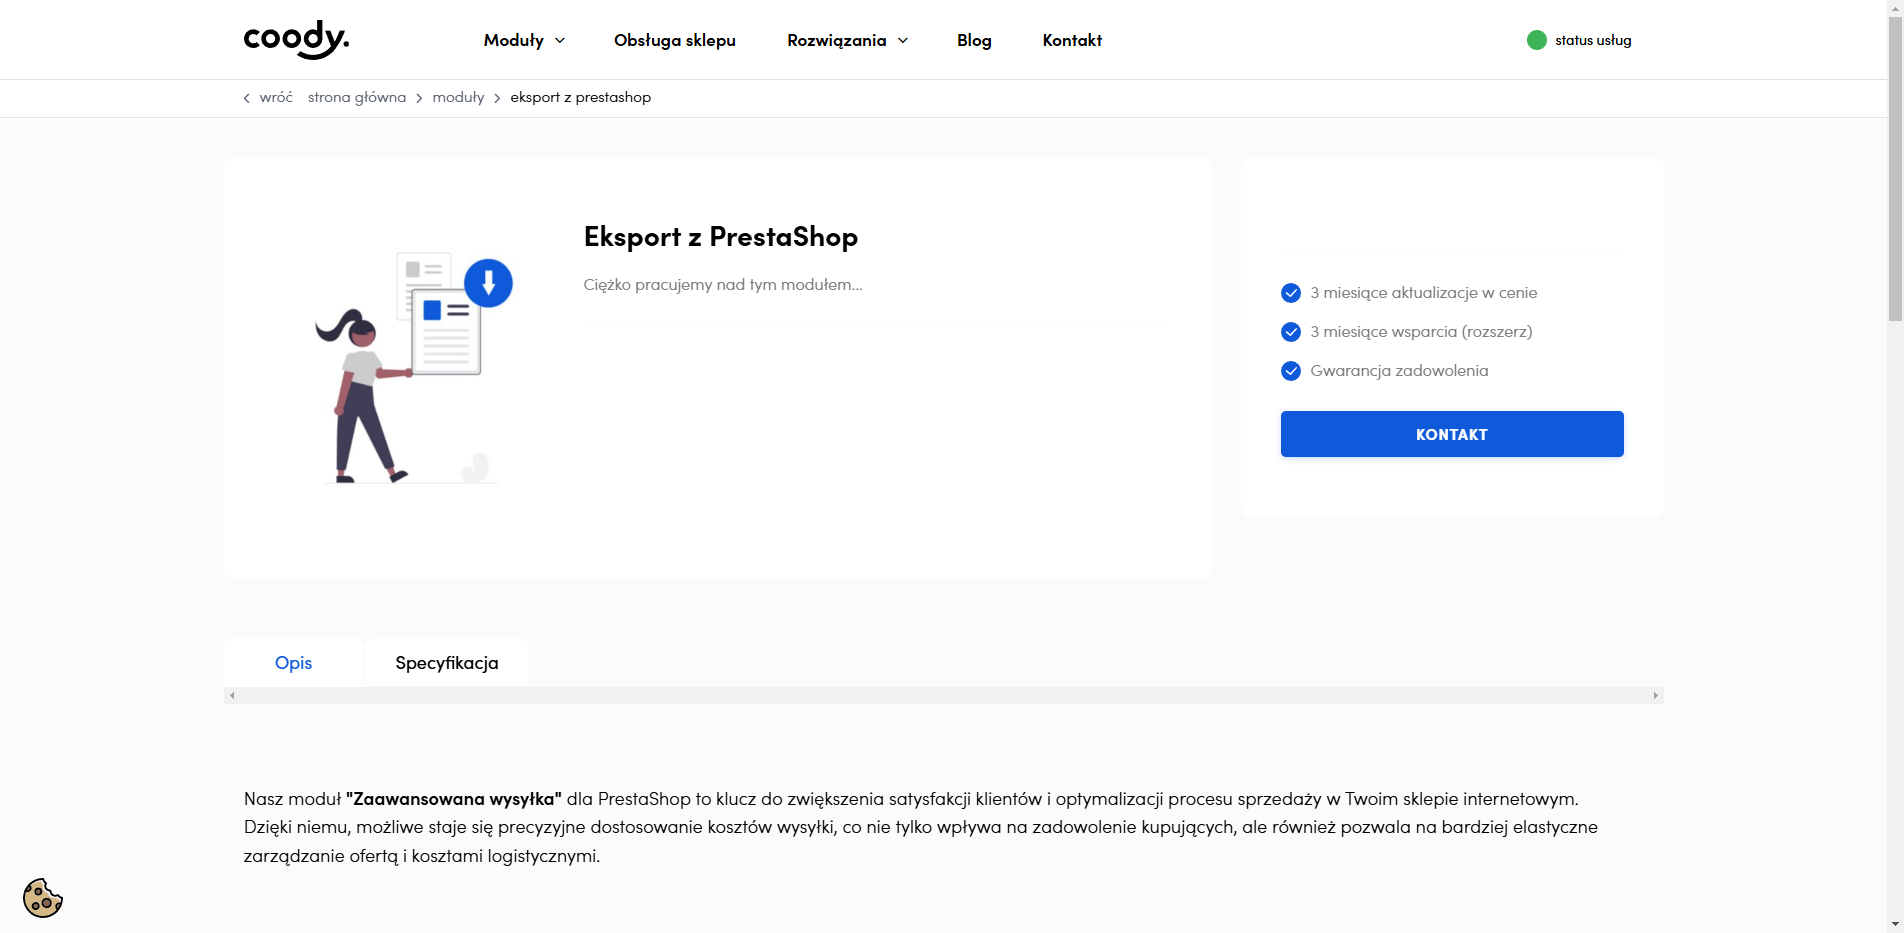 coody.
Moduły
Obsługa sklepu
Rozwiązania
Blog
Kontakt
status usług
wróć
strona główna
moduły
eksport z prestashop
Eksport z PrestaShop
Ciężko pracujemy nad tym modułem...
3 miesiące aktualizacje w cenie
3 miesiące wsparcia (rozszerz)
Gwarancja zadowolenia
KONTAKT
Opis
Specyfikacja
Nasz moduł "Zaawansowana wysyłka" dla PrestaShop to klucz do zwiększenia satysfakcji klientów i optymalizacji procesu sprzedaży w Twoim sklepie internetowym.
Dzięki niemu, możliwe staje się precyzyjne dostosowanie kosztów wysyłki, co nie tylko wpływa na zadowolenie kupujących, ale również pozwala na bardziej elastyczne
zarządzanie ofertą i kosztami logistycznymi.